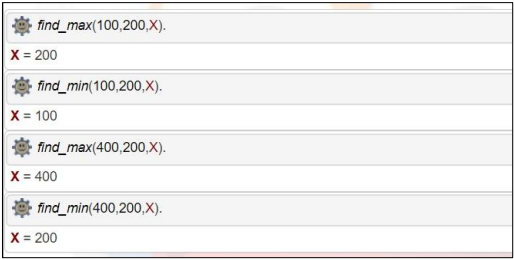 find_max(100,200,X).
X = 200
find_min(100,200,X).
X = 100
find_max(400,200,X).
X = 400
find_min(400,200,X).
X = 200